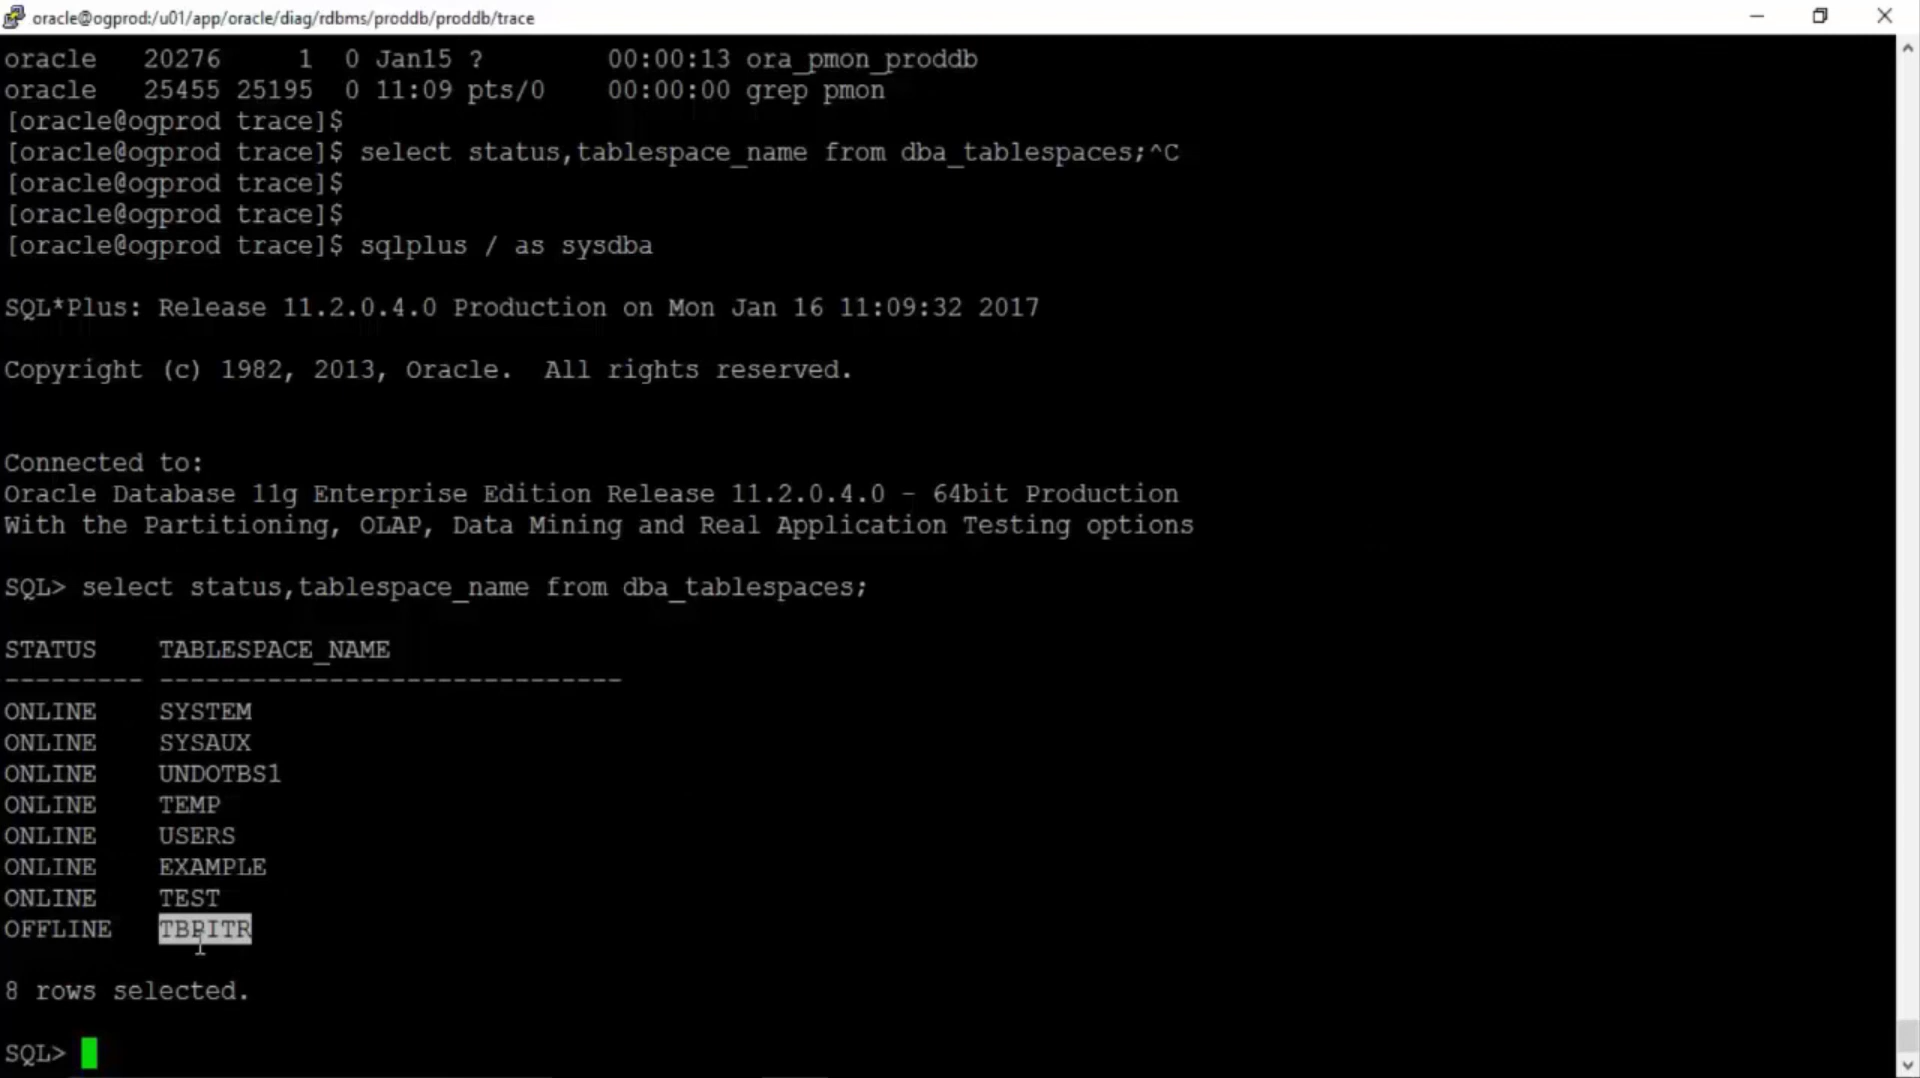 oracle@ogprod:/u01/app/oracle/diag/rdbms/proddb/proddb/trace
oracle   20276     1  0 Jan15 ?        00:00:13 ora_pmon_proddb
oracle   25455 25195  0 11:09 pts/0    00:00:00 grep pmon
[oracle@ogprod trace]$
[oracle@ogprod trace]$ select status,tablespace_name from dba_tablespaces;^C
[oracle@ogprod trace]$
[oracle@ogprod trace]$
[oracle@ogprod trace]$ sqlplus / as sysdba
SQL*Plus: Release 11.2.0.4.0 Production on Mon Jan 16 11:09:32 2017
Copyright (c) 1982, 2013, Oracle.  All rights reserved.
Connected to:
Oracle Database 11g Enterprise Edition Release 11.2.0.4.0 - 64bit Production
With the Partitioning, OLAP, Data Mining and Real Application Testing options
SQL> select status,tablespace_name from dba_tablespaces;
STATUS    TABLESPACE_NAME
--------- ------------------------------
ONLINE    SYSTEM
ONLINE    SYSAUX
ONLINE    UNDOTBS1
ONLINE    TEMP
ONLINE    USERS
ONLINE    EXAMPLE
ONLINE    TEST
OFFLINE   TBPITR
8 rows selected.
SQL>